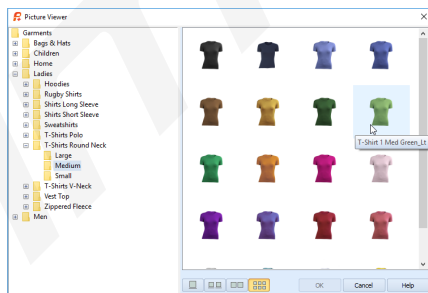 Picture Viewer
Garments
Bags & Hats
Children
Home
Ladies
Hoodies
Rugby Shirts
Shirts Long Sleeve
Shirts Short Sleeve
Sweatshirts
T-Shirts Polo
T-Shirts Round Neck
Large
Medium
Small
T-Shirts V-Neck
Vest Top
Zippered Fleece
Men
T-Shirt 1 Med Green_Lt
OK
Cancel
Help